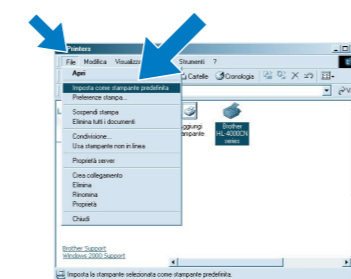 Printers
File Modifica Visualizza Strumenti ?
Cartelle Cronologia
Apri
Imposta come stampante predefinita
Preferenze stampa...
Sospendi stampa
Elimina tutti i documenti
Condivisione...
Usa stampante non in linea
Proprietà server
Crea collegamento
Elimina
Rinomina
Proprietà
Chiudi
Brother
HL-4000CN
series
Brother Support
Windows 2000 Support
Imposta la stampante selezionata come stampante predefinita.